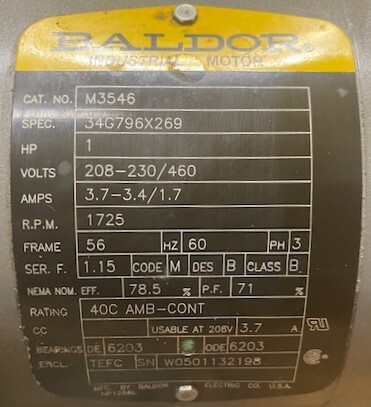 BALDOR®
INDUSTRIAL MOTOR
CAT. NO. M3546
SPEC. 34G796X269
HP 1
VOLTS 208-230/460
AMPS 3.7-3.4/1.7
R.P.M. 1725
FRAME 56 HZ 60 PH 3
SER. F. 1.15 CODE M DES B CLASS B
NEMA NOM. EFF. 78.5 % P.F. 71 %
RATING 40C AMB-CONT
CC USABLE AT 208V 3.7 A
BEARINGS DE 6203 ODE 6203
ENCL. TEFC SN W0501132198
MFG. BY BALDOR ELECTRIC CO. U.S.A.